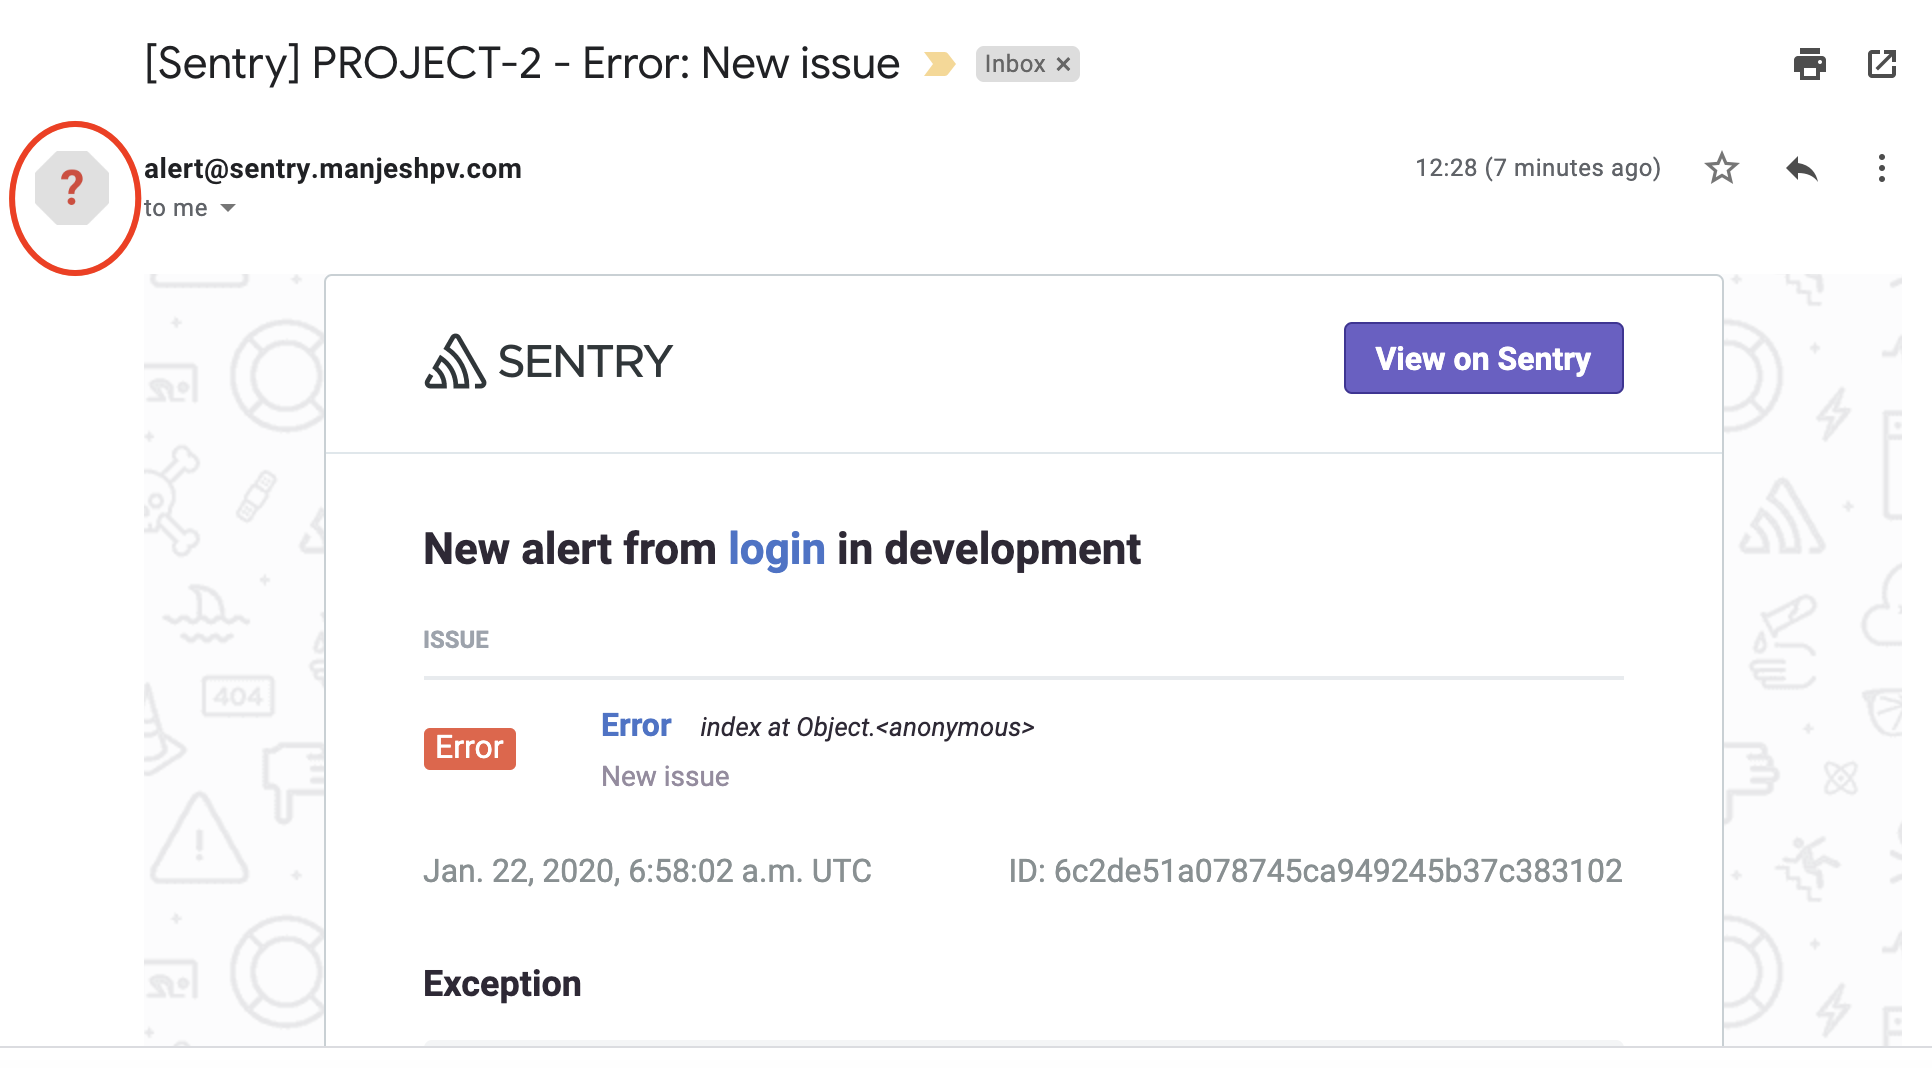 [Sentry] PROJECT-2 - Error: New issue Inbox ×
?
alert@sentry.manjeshpv.com 12:28 (7 minutes ago)
to me
SENTRY View on Sentry
New alert from login in development
ISSUE
Error Error index at Object.<anonymous>
New issue
404
Jan. 22, 2020, 6:58:02 a.m. UTC ID: 6c2de51a078745ca949245b37c383102
Exception